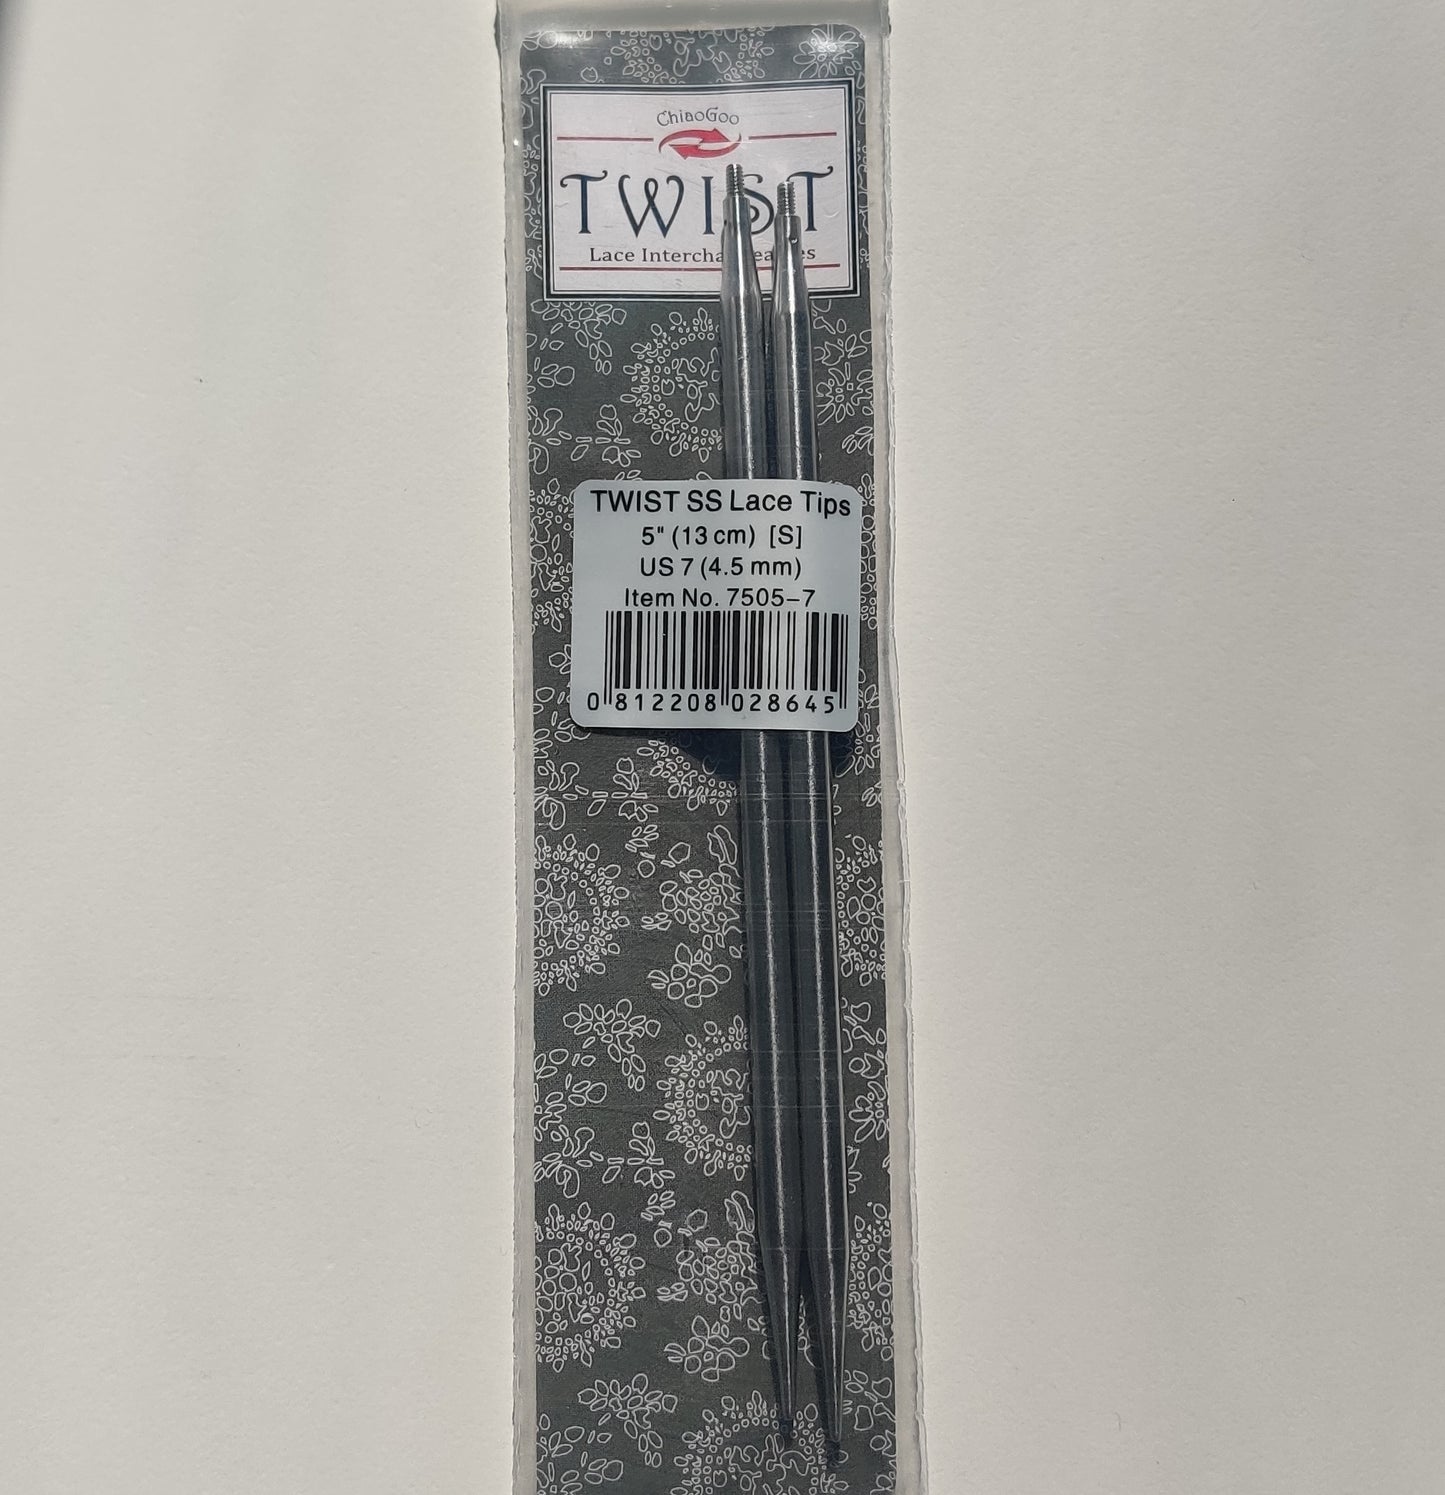 ChiaoGoo
TWIST
Lace
TWIST SS Lace Tips
5" (13 cm) [S]
US 7 (4.5 mm)
Item No. 7505-7
0 812208 028645